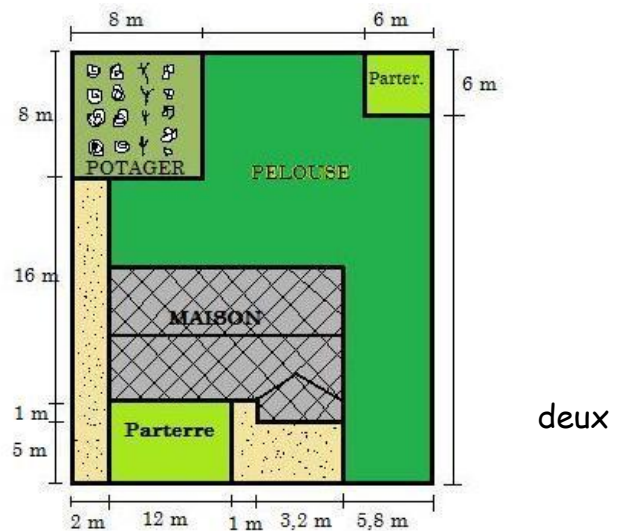 8 m 6 m
Parter. 6 m
8 m
POTAGER
PELOUSE
16 m
MAISON
1 m
deux
Parterre
5 m
2 m 12 m 1 m 3,2 m 5,8 m